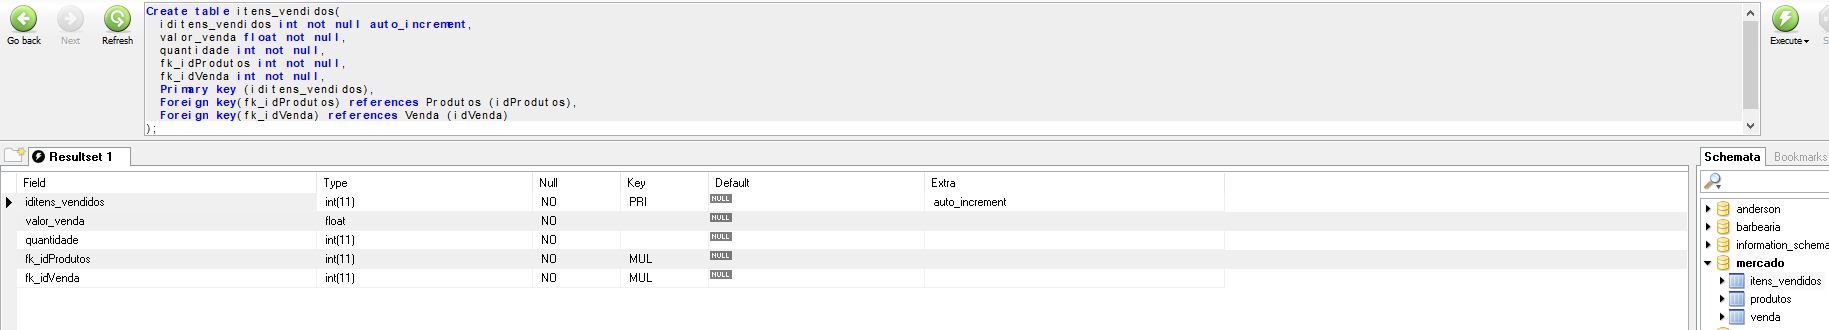 Go back
Next
Refresh
Create table itens_vendidos(
iditens_vendidos int not null auto_increment,
valor_venda float not null,
quantidade int not null,
fk_idProdutos int not null,
fk_idVenda int not null,
Primary key (iditens_vendidos),
Foreign key(fk_idProdutos) references Produtos (idProdutos),
Foreign key(fk_idVenda) references Venda (idVenda)
);
Execute
Resultset 1
Field Type Null Key Default Extra
iditens_vendidos int(11) NO PRI NULL auto_increment
valor_venda float NO NULL
quantidade int(11) NO NULL
fk_idProdutos int(11) NO MUL NULL
fk_idVenda int(11) NO MUL NULL
Schemata Bookmarks
anderson
barbearia
information_schema
mercado
itens_vendidos
produtos
venda